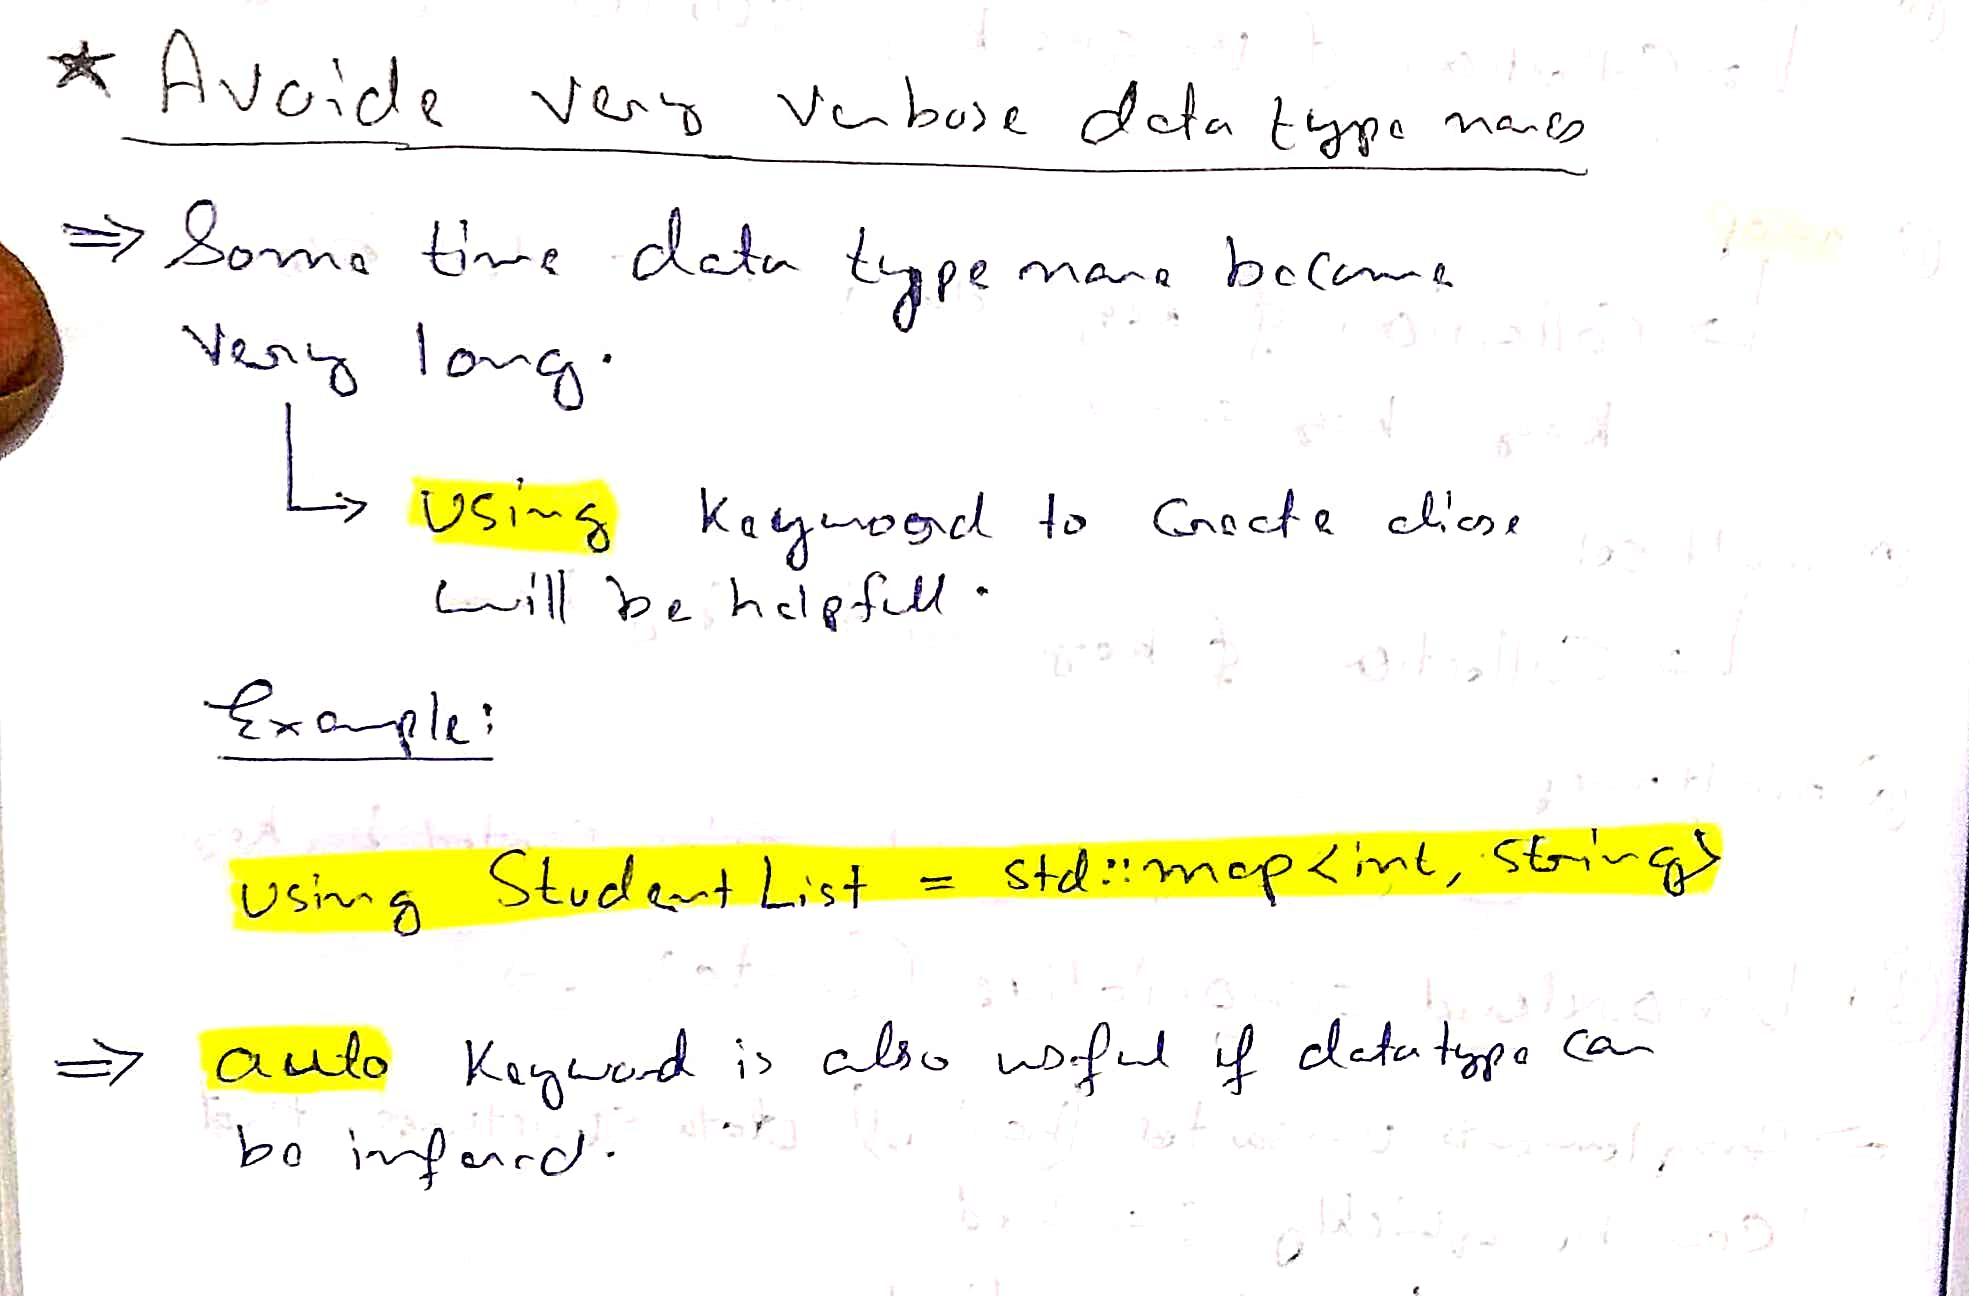 * Avoide very verbose data type names
⇒ Some time data type name become
very long.
↳ Using Keyword to Create aliase
will be helpfull.
Example:
Using StudentList = std::map<int, string>
⇒ auto Keyword is also useful if data type can
be inferred.